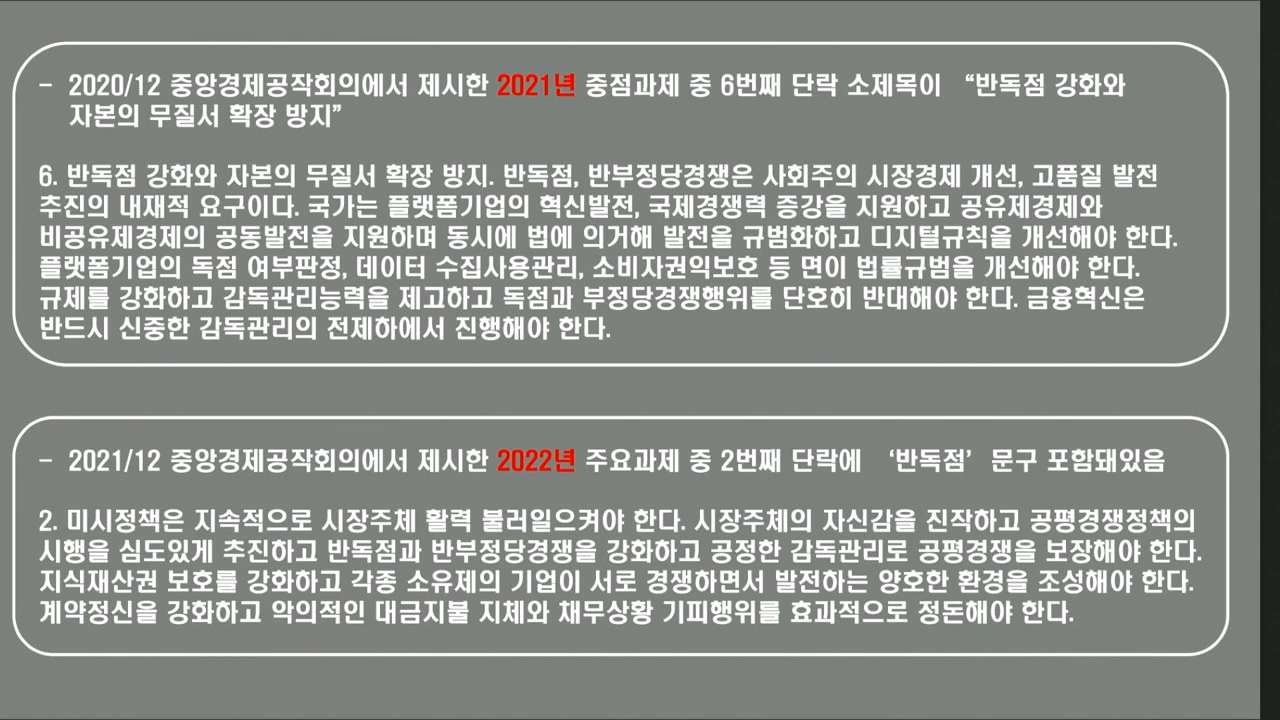 - 2020/12 중앙경제공작회의에서 제시한 2021년 중점과제 중 6번째 단락 소제목이 “반독점 강화와
자본의 무질서 확장 방지”
6. 반독점 강화와 자본의 무질서 확장 방지. 반독점, 반부정당경쟁은 사회주의 시장경제 개선, 고품질 발전
추진의 내재적 요구이다. 국가는 플랫폼기업의 혁신발전, 국제경쟁력 증강을 지원하고 공유제경제와
비공유제경제의 공동발전을 지원하며 동시에 법에 의거해 발전을 규범화하고 디지털규칙을 개선해야 한다.
플랫폼기업의 독점 여부판정, 데이터 수집사용관리, 소비자권익보호 등 면이 법률규범을 개선해야 한다.
규제를 강화하고 감독관리능력을 제고하고 독점과 부정당경쟁행위를 단호히 반대해야 한다. 금융혁신은
반드시 신중한 감독관리의 전제하에서 진행해야 한다.
- 2021/12 중앙경제공작회의에서 제시한 2022년 주요과제 중 2번째 단락에 ‘반독점’ 문구 포함돼있음
2. 미시정책은 지속적으로 시장주체 활력 불러일으켜야 한다. 시장주체의 자신감을 진작하고 공평경쟁정책의
시행을 심도있게 추진하고 반독점과 반부정당경쟁을 강화하고 공정한 감독관리로 공평경쟁을 보장해야 한다.
지식재산권 보호를 강화하고 각종 소유제의 기업이 서로 경쟁하면서 발전하는 양호한 환경을 조성해야 한다.
계약정신을 강화하고 악의적인 대금지불 지체와 채무상황 기피행위를 효과적으로 정돈해야 한다.